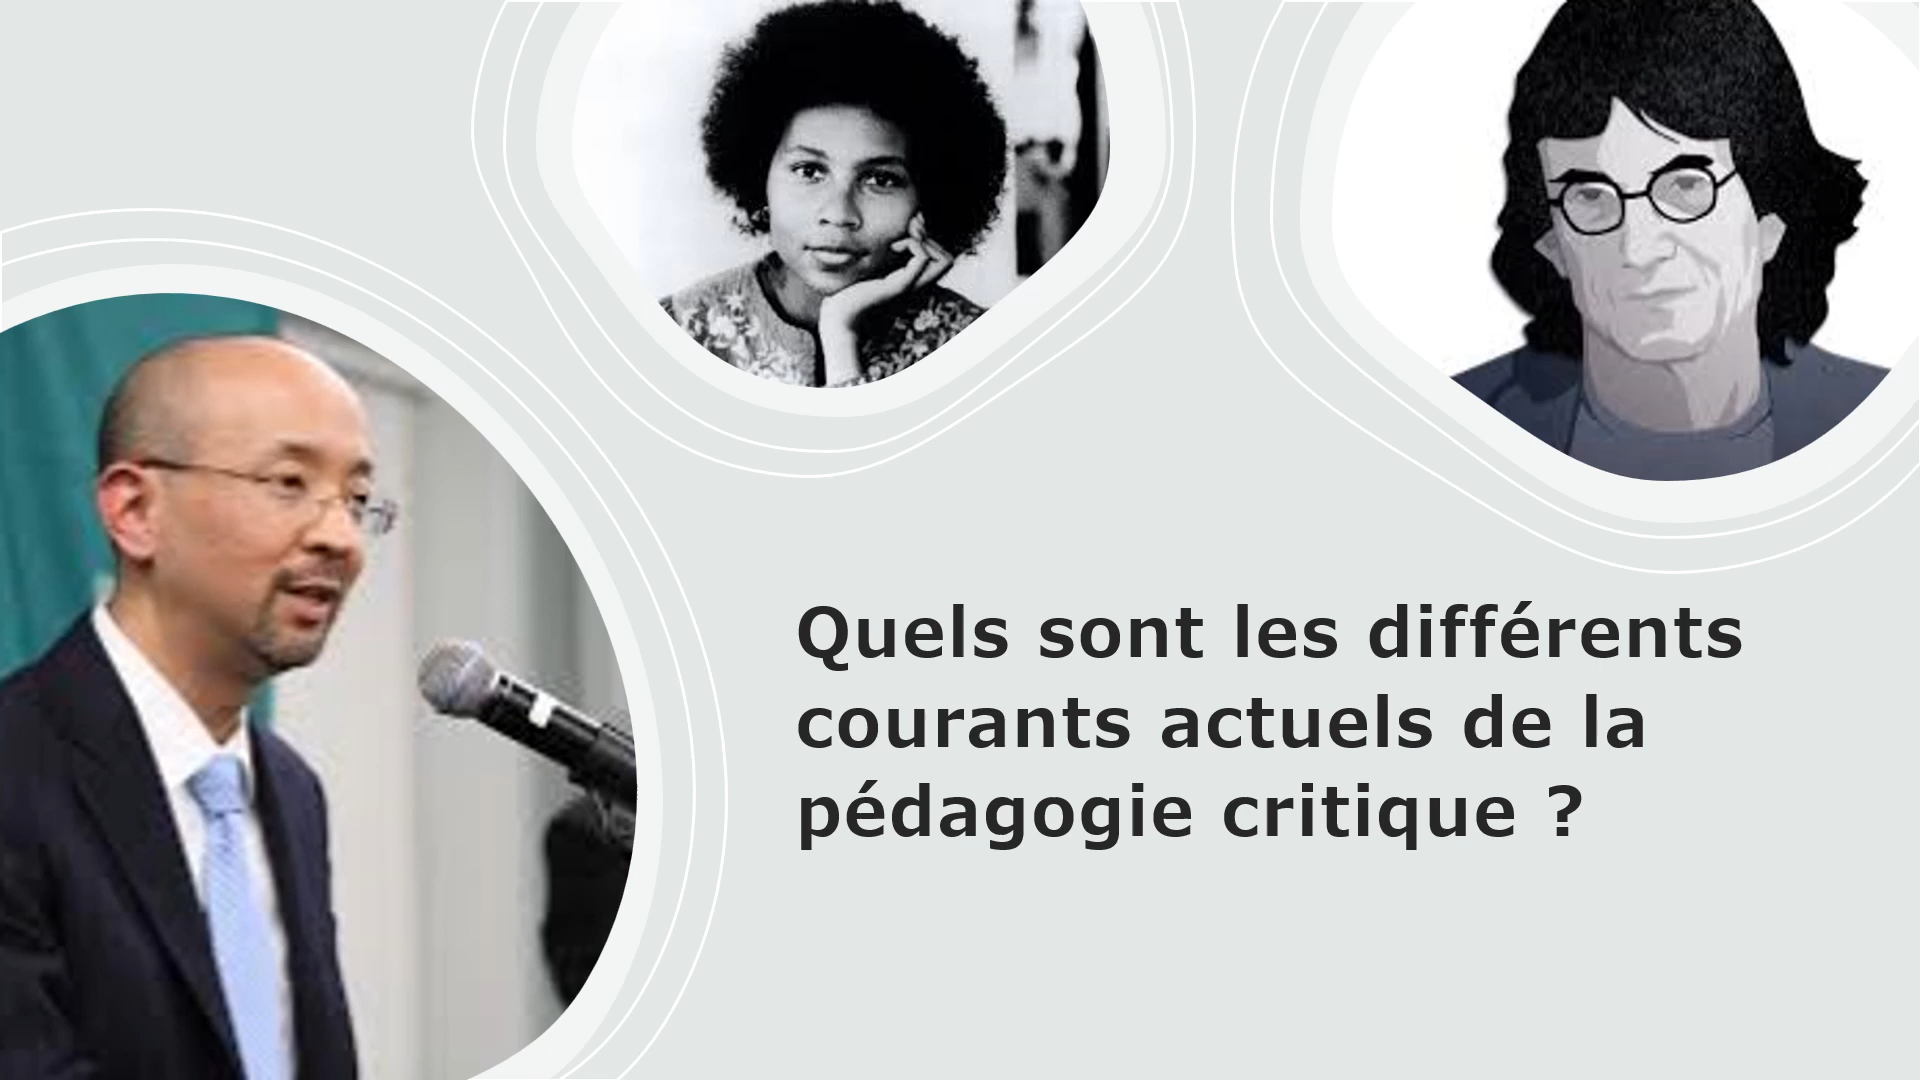 Quels sont les différents
courants actuels de la
pédagogie critique ?